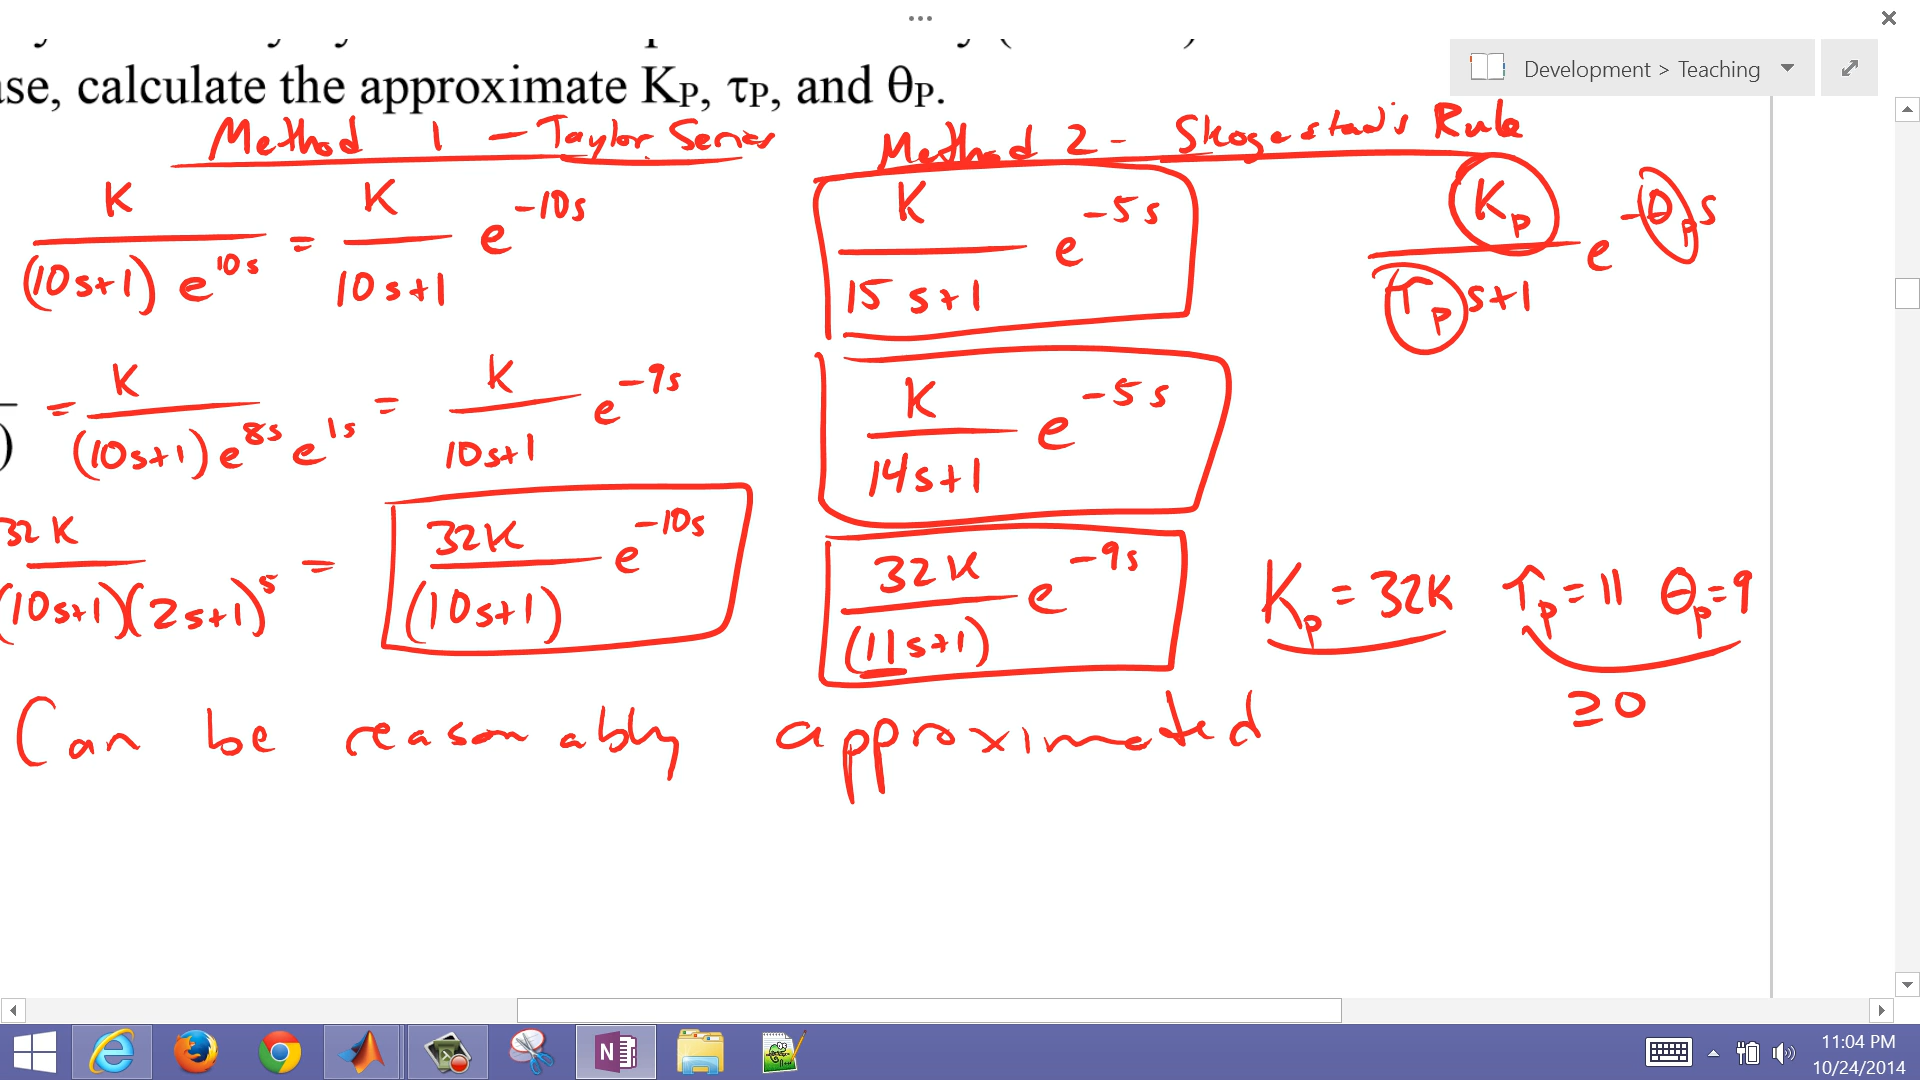 ase, calculate the approximate KP, τP, and θP.
Development > Teaching
Method 1 - Taylor Series
Method 2 - Skogestad's Rule
K / (10s+1) e^10s = K / 10s+1 e^-10s
K / 15 s+1 e^-5s
Kp / τp s+1 e^-θp s
) = K / (10s+1) e^8s e^1s = K / 10s+1 e^-9s
K / 14s+1 e^-5s
32K / (10s+1)(2s+1)^5 = 32K / (10s+1) e^-10s
32K / (11s+1) e^-9s
Kp = 32K τp = 11 θp = 9
≥0
Can be reasonably approximated
N
11:04 PM
10/24/2014